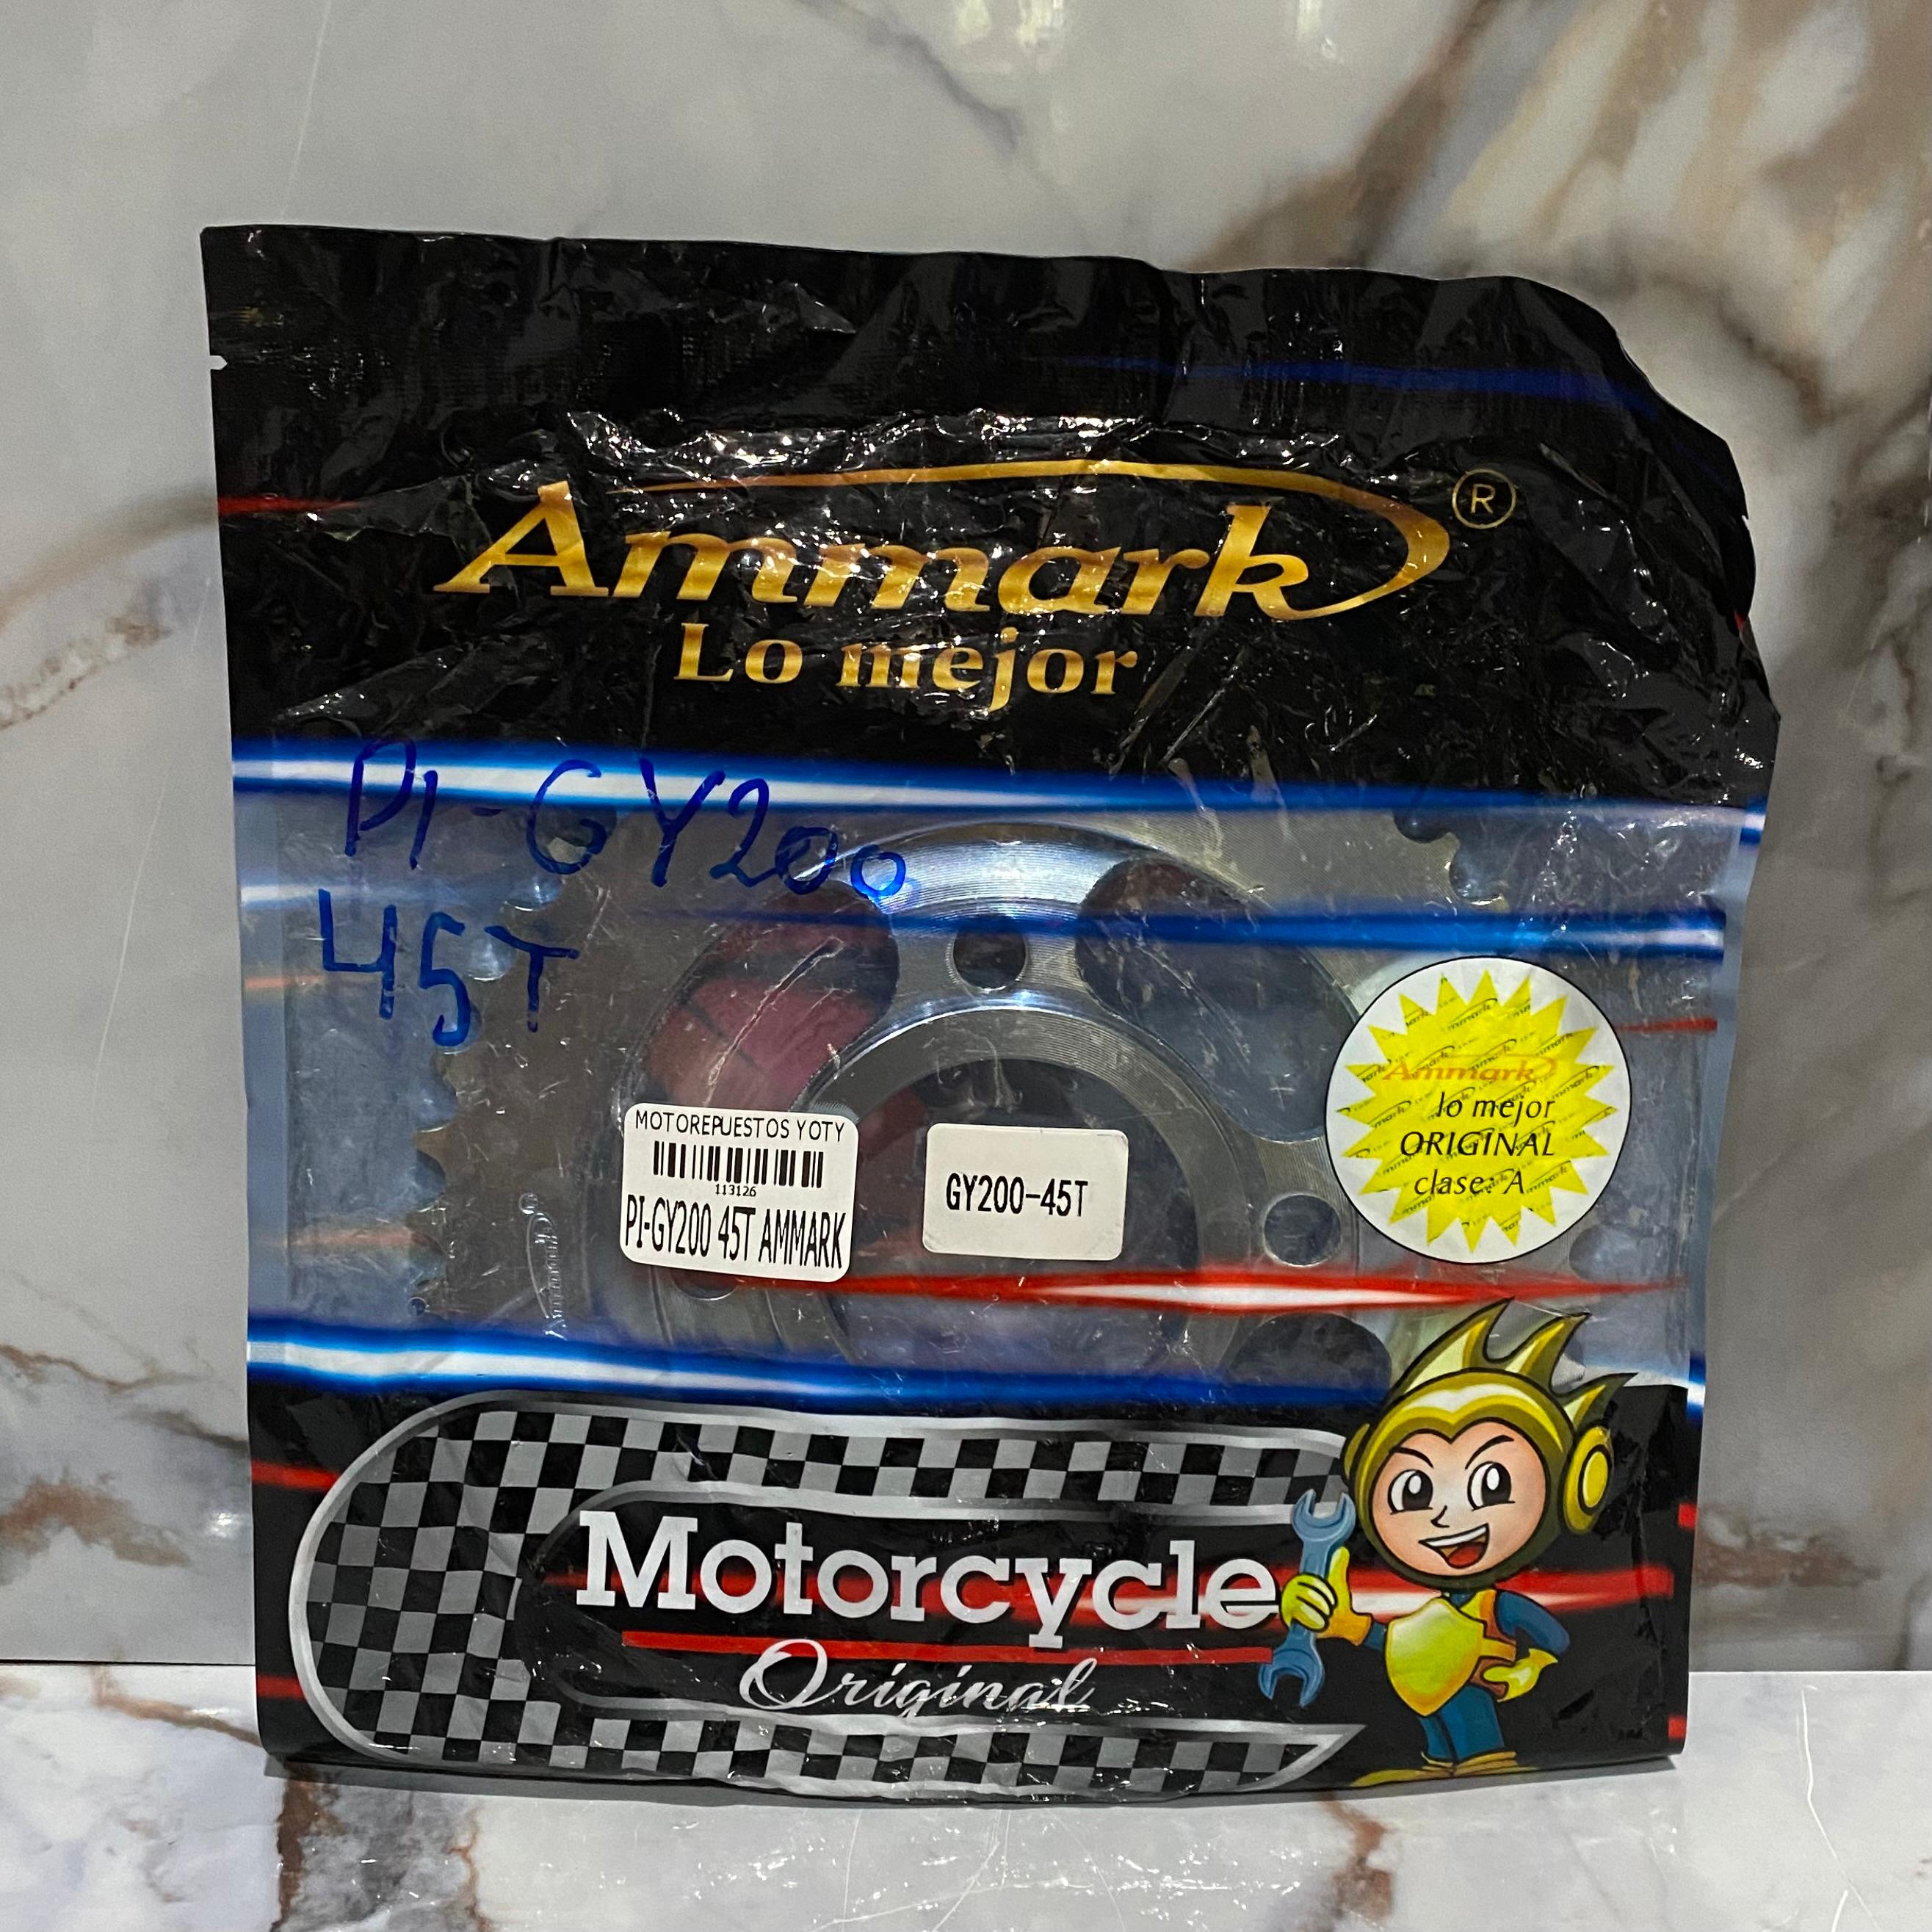 Ammark ®
Lo mejor
PI-GY200
45T
MOTOREPUESTOS YOTY
113126
PI-GY200 45T AMMARK
GY200-45T
Ammark
lo mejor
ORIGINAL
clase: A
Ammark
Motorcycle
Original